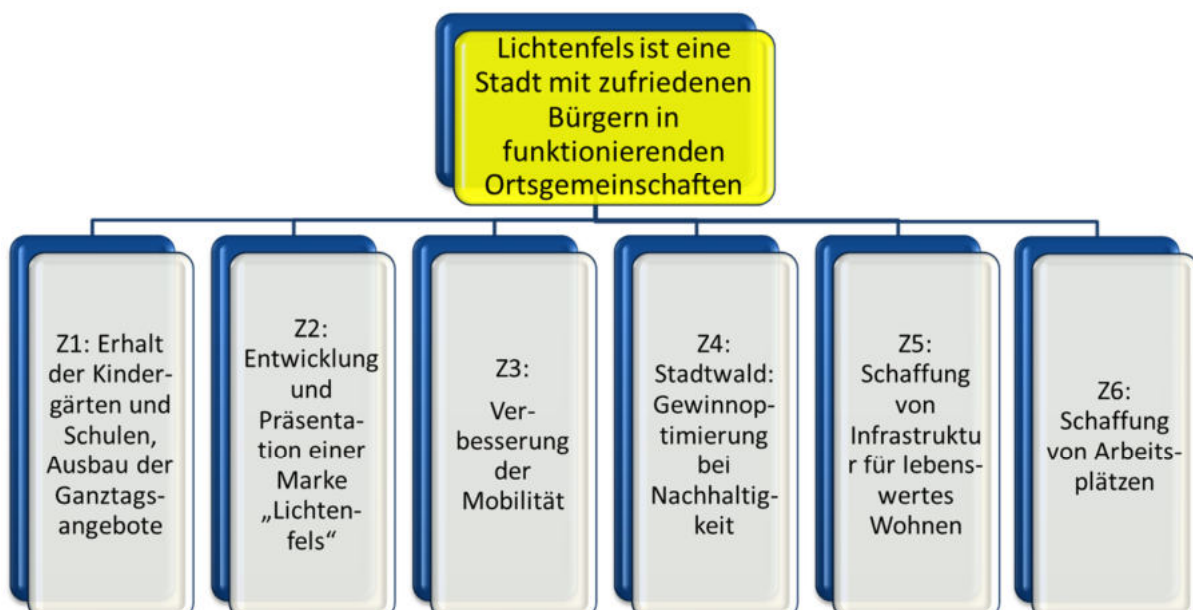 Lichtenfels ist eine
Stadt mit zufriedenen
Bürgern in
funktionierenden
Ortsgemeinschaften
Z1: Erhalt
der Kinder-
gärten und
Schulen,
Ausbau der
Ganztags-
angebote
Z2:
Entwicklung
und
Präsenta-
tion einer
Marke
„Lichten-
fels“
Z3:
Ver-
besserung
der
Mobilität
Z4:
Stadtwald:
Gewinnop-
timierung
bei
Nachhaltig-
keit
Z5:
Schaffung
von
Infrastruktu
r für lebens-
wertes
Wohnen
Z6:
Schaffung
von Arbeits-
plätzen